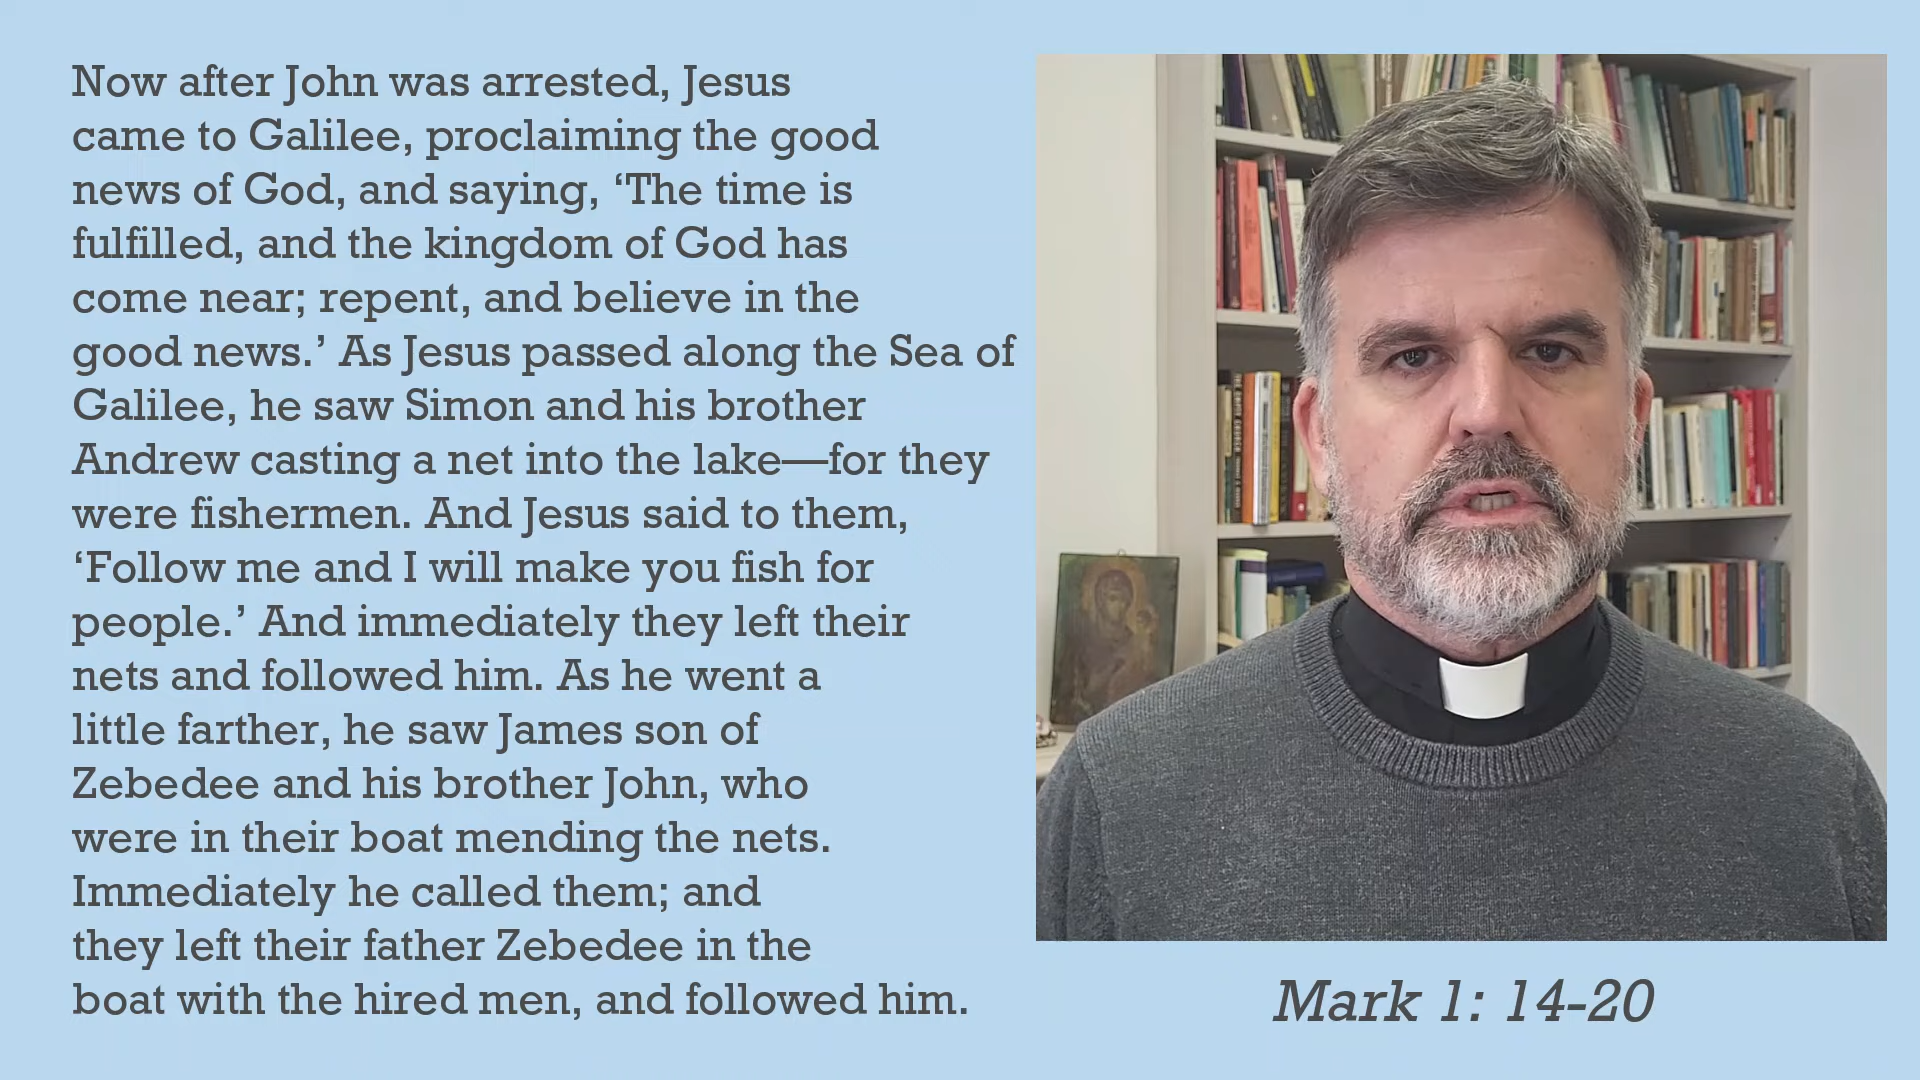 Now after John was arrested, Jesus
came to Galilee, proclaiming the good
news of God, and saying, ‘The time is
fulfilled, and the kingdom of God has
come near; repent, and believe in the
good news.’ As Jesus passed along the Sea of
Galilee, he saw Simon and his brother
Andrew casting a net into the lake—for they
were fishermen. And Jesus said to them,
‘Follow me and I will make you fish for
people.’ And immediately they left their
nets and followed him. As he went a
little farther, he saw James son of
Zebedee and his brother John, who
were in their boat mending the nets.
Immediately he called them; and
they left their father Zebedee in the
boat with the hired men, and followed him.
Mark 1: 14-20